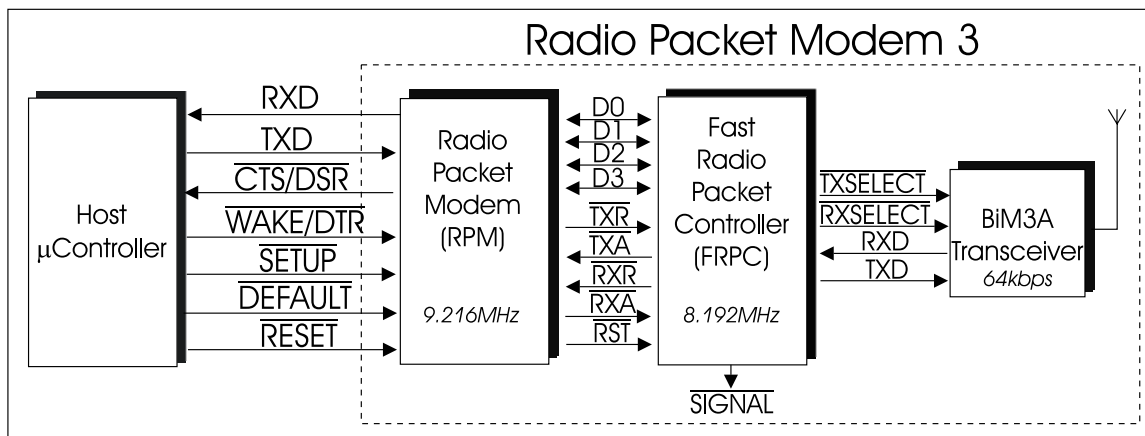 Radio Packet Modem 3
Host
μController
RXD
TXD
CTS/DSR
WAKE/DTR
SETUP
DEFAULT
RESET
Radio
Packet
Modem
(RPM)
9.216MHz
D0
D1
D2
D3
TXR
TXA
RXR
RXA
RST
Fast
Radio
Packet
Controller
(FRPC)
8.192MHz
SIGNAL
TXSELECT
RXSELECT
RXD
TXD
BiM3A
Transceiver
64kbps